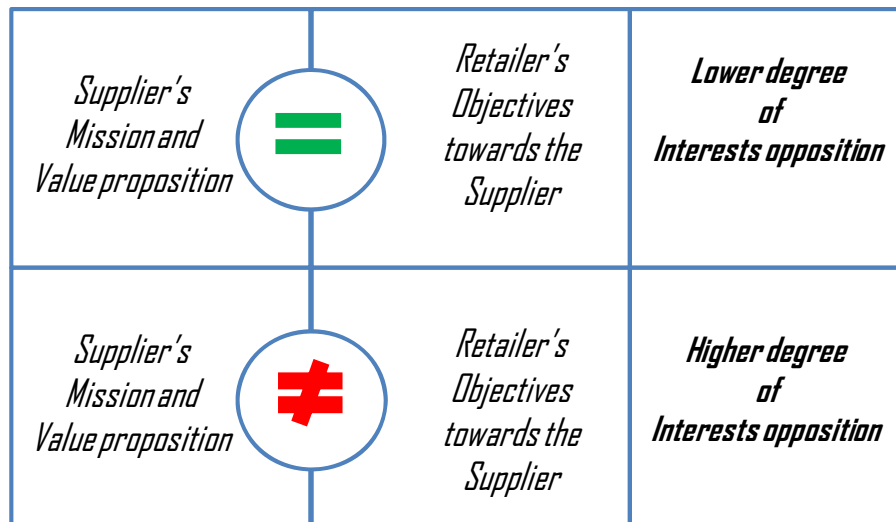 Supplier's
Mission and
Value proposition
=
Retailer's
Objectives
towards the
Supplier
Lower degree
of
Interests opposition
Supplier's
Mission and
Value proposition
≠
Retailer's
Objectives
towards the
Supplier
Higher degree
of
Interests opposition